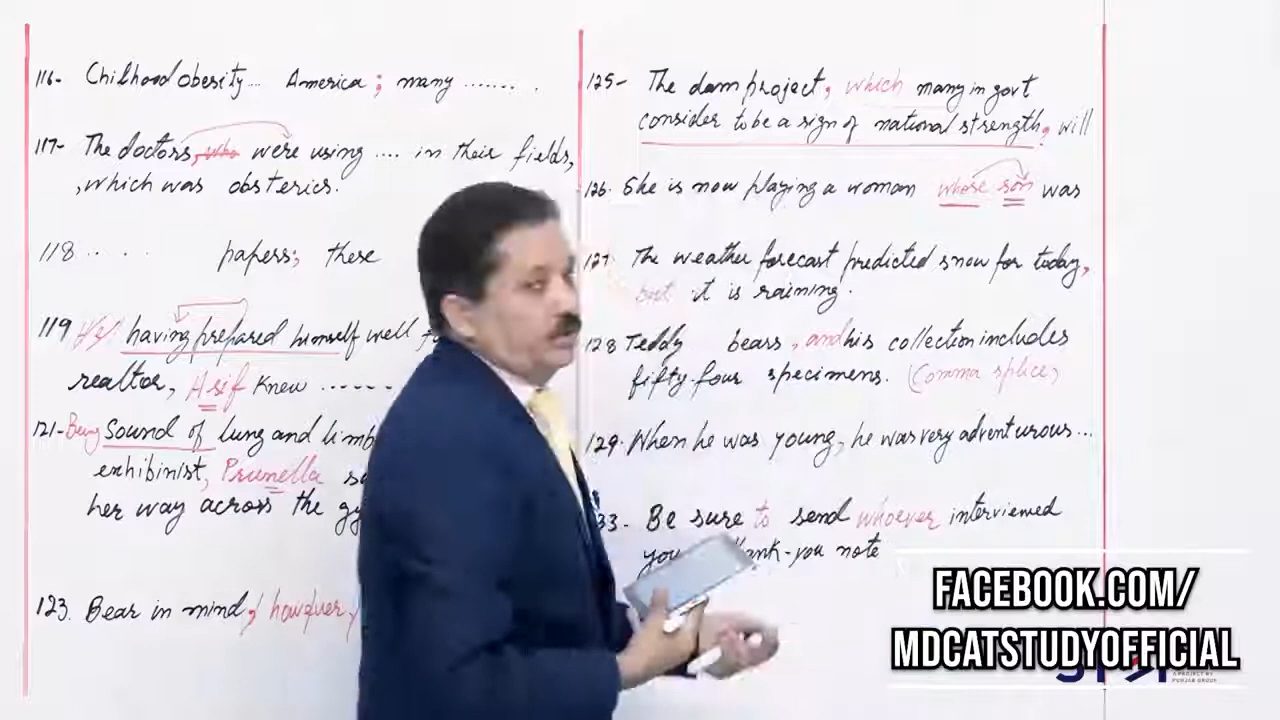 116- Chilhood obesity... America ; many .......
117- The doctors, who were using .... in their fields,
, which was obsterics.
118 ..... papers; these
119 having prepared himself well
realtor, Asif knew ......
121- Being sound of lung and limb
exhibinist, Prunella
her way across the
123. Bear in mind; however,
125- The dam project, which many in govt
consider to be a sign of national strength, will
126. She is now playing a woman whose son was
127. The weather forecast predicted snow for today,
but it is raining.
128 Teddy bears, and his collection includes
fifty-four specimens. (Comma splice)
129. When he was young, he was very adventurous...
33- Be sure to send whoever interviewed
thank-you note
FACEBOOK.COM/
MDCATSTUDYOFFICIAL
A PROJECT BY
PUNJAB GROUP